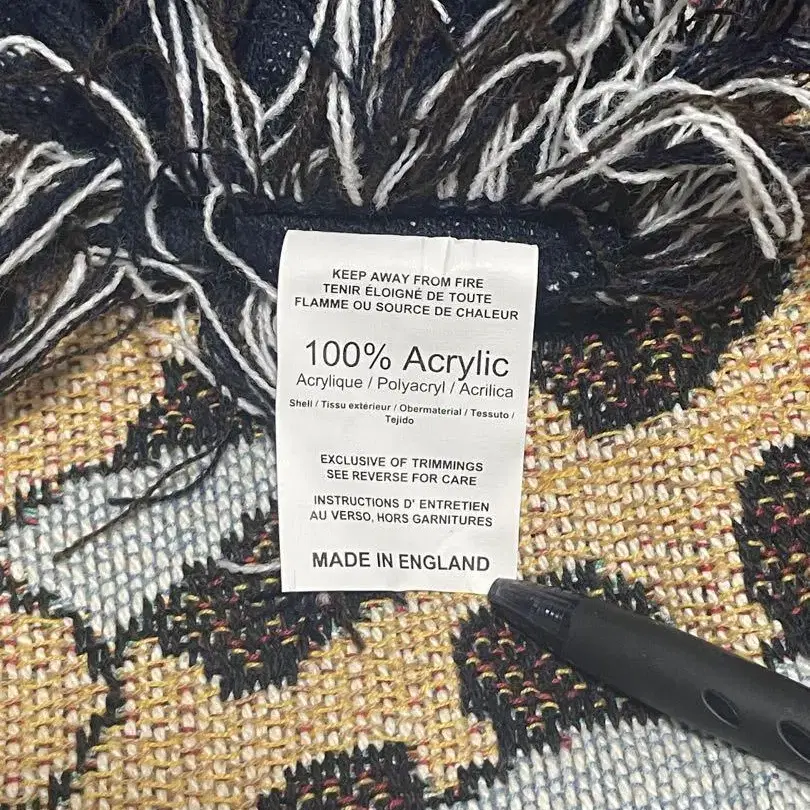 KEEP AWAY FROM FIRE
TENIR ÉLOIGNÉ DE TOUTE
FLAMME OU SOURCE DE CHALEUR
100% Acrylic
Acrylique / Polyacryl / Acrilica
Shell / Tissu extérieur / Obermaterial / Tessuto /
Tejido
EXCLUSIVE OF TRIMMINGS
SEE REVERSE FOR CARE
INSTRUCTIONS D' ENTRETIEN
AU VERSO, HORS GARNITURES
MADE IN ENGLAND